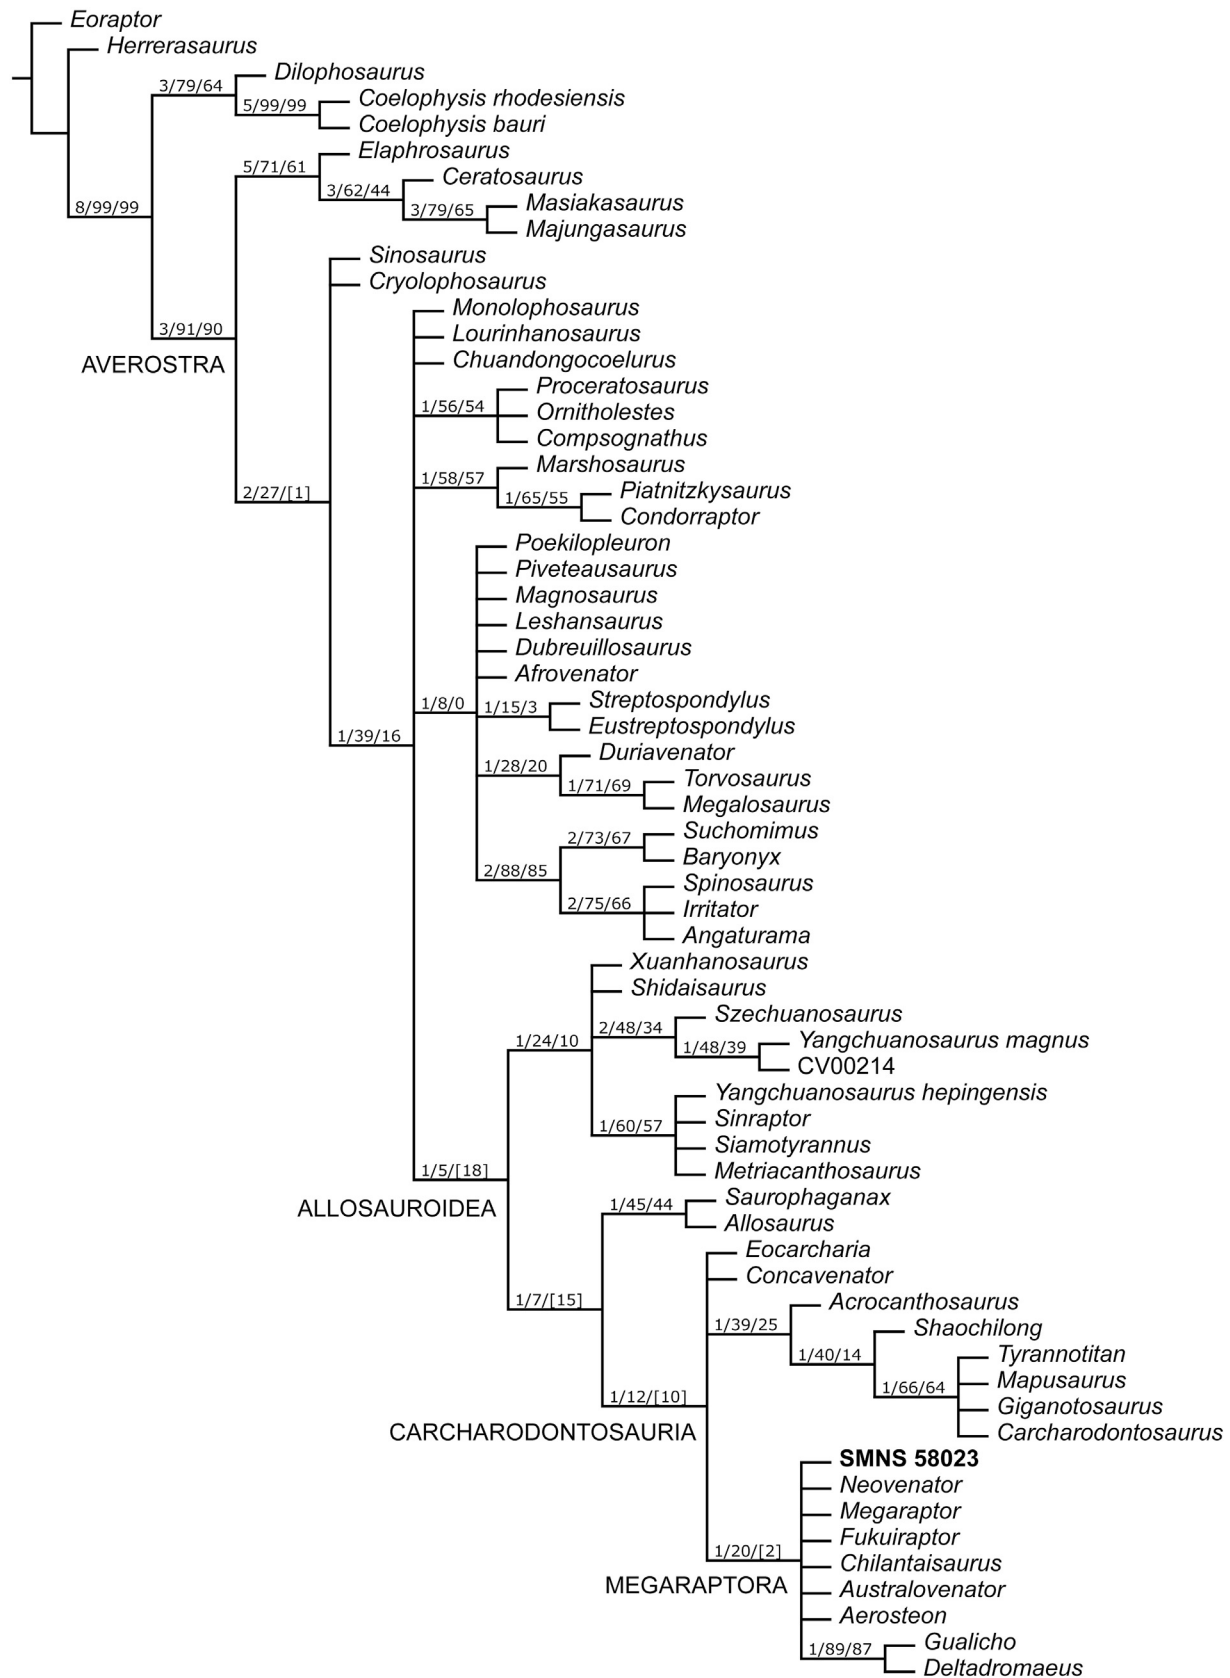 Eoraptor
Herrerasaurus
Dilophosaurus
3/79/64
Coelophysis rhodesiensis
5/99/99
Coelophysis bauri
Elaphrosaurus
5/71/61
Ceratosaurus
3/62/44
Masiakasaurus
8/99/99
3/79/65
Majungasaurus
Sinosaurus
Cryolophosaurus
Monolophosaurus
3/91/90
Lourinhanosaurus
AVEROSTRA
Chuandongocoelurus
Proceratosaurus
1/56/54
Ornitholestes
Compsognathus
Marshosaurus
1/58/57
2/27/[1]
1/65/55
Piatnitzkysaurus
Condorraptor
Poekilopleuron
Piveteausaurus
Magnosaurus
Leshansaurus
Dubreuillosaurus
Afrovenator
1/8/0
1/15/3
Streptospondylus
Eustreptospondylus
1/39/16
Duriavenator
1/28/20
Torvosaurus
1/71/69
Megalosaurus
Suchomimus
2/73/67
Baryonyx
2/88/85
Spinosaurus
2/75/66
Irritator
Angaturama
Xuanhanosaurus
Shidaisaurus
Szechuanosaurus
2/48/34
1/24/10
Yangchuanosaurus magnus
1/48/39
CV00214
Yangchuanosaurus hepingensis
Sinraptor
1/60/57
Siamotyrannus
1/5/[18]
Metriacanthosaurus
ALLOSAUROIDEA
Saurophaganax
1/45/44
Allosaurus
Eocarcharia
Concavenator
1/7/[15]
Acrocanthosaurus
1/39/25
Shaochilong
1/40/14
Tyrannotitan
1/12/[10]
1/66/64
Mapusaurus
Giganotosaurus
CARCHARODONTOSAURIA
Carcharodontosaurus
SMNS 58023
Neovenator
Megaraptor
Fukuiraptor
1/20/[2]
Chilantaisaurus
MEGARAPTORA
Australovenator
Aerosteon
Gualicho
1/89/87
Deltadromaeus